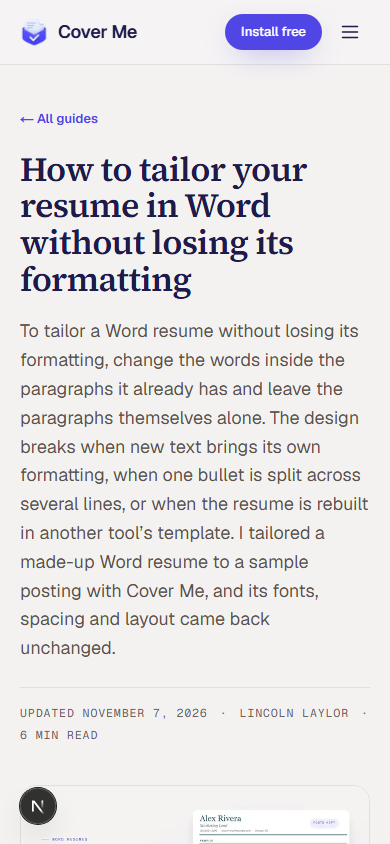 Cover Me
Install free
← All guides
How to tailor your
resume in Word
without losing its
formatting
To tailor a Word resume without losing its
formatting, change the words inside the
paragraphs it already has and leave the
paragraphs themselves alone. The design
breaks when new text brings its own
formatting, when one bullet is split across
several lines, or when the resume is rebuilt
in another tool’s template. I tailored a
made-up Word resume to a sample
posting with Cover Me, and its fonts,
spacing and layout came back
unchanged.
UPDATED NOVEMBER 7, 2026 · LINCOLN LAYLOR ·
6 MIN READ
N
Alex Rivera
WORD RESUMES